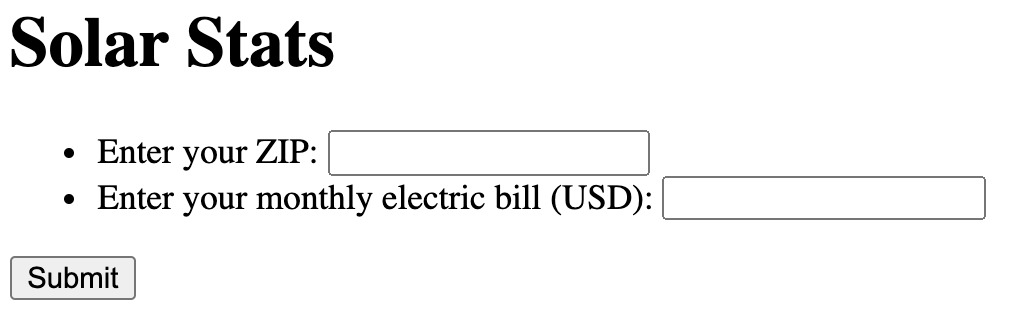 Solar Stats
• Enter your ZIP:
• Enter your monthly electric bill (USD):
Submit